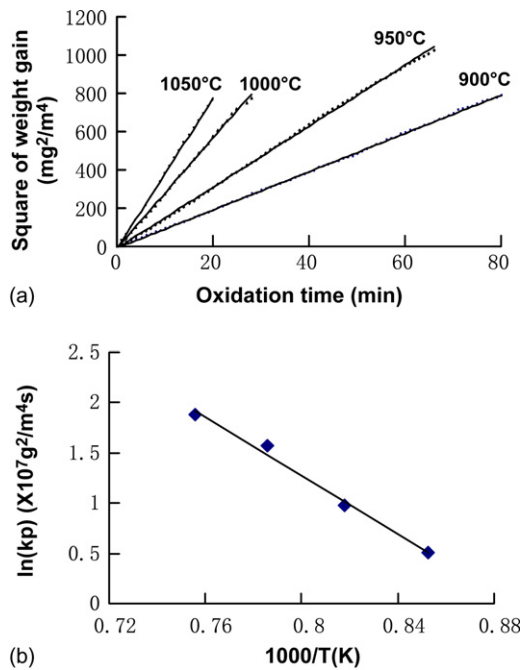 1200
1000
800
600
400
200
0
Square of weight gain
(mg²/m⁴)
1050°C
1000°C
950°C
900°C
0 20 40 60 80
(a)
Oxidation time (min)
2.5
2
1.5
1
0.5
0
ln(kp) (X10⁷g²/m⁴s)
0.72 0.76 0.8 0.84 0.88
(b)
1000/T(K)